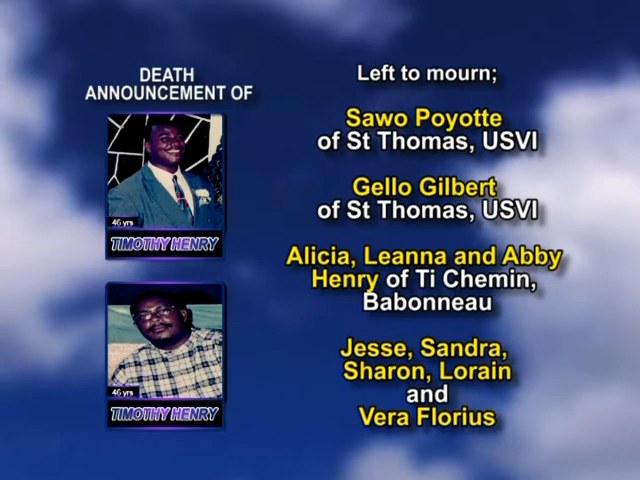 DEATH
ANNOUNCEMENT OF
46 yrs
TIMOTHY HENRY
46 yrs
TIMOTHY HENRY
Left to mourn;
Sawo Poyotte
of St Thomas, USVI
Gello Gilbert
of St Thomas, USVI
Alicia, Leanna and Abby
Henry of Ti Chemin,
Babonneau
Jesse, Sandra,
Sharon, Lorain
and
Vera Florius